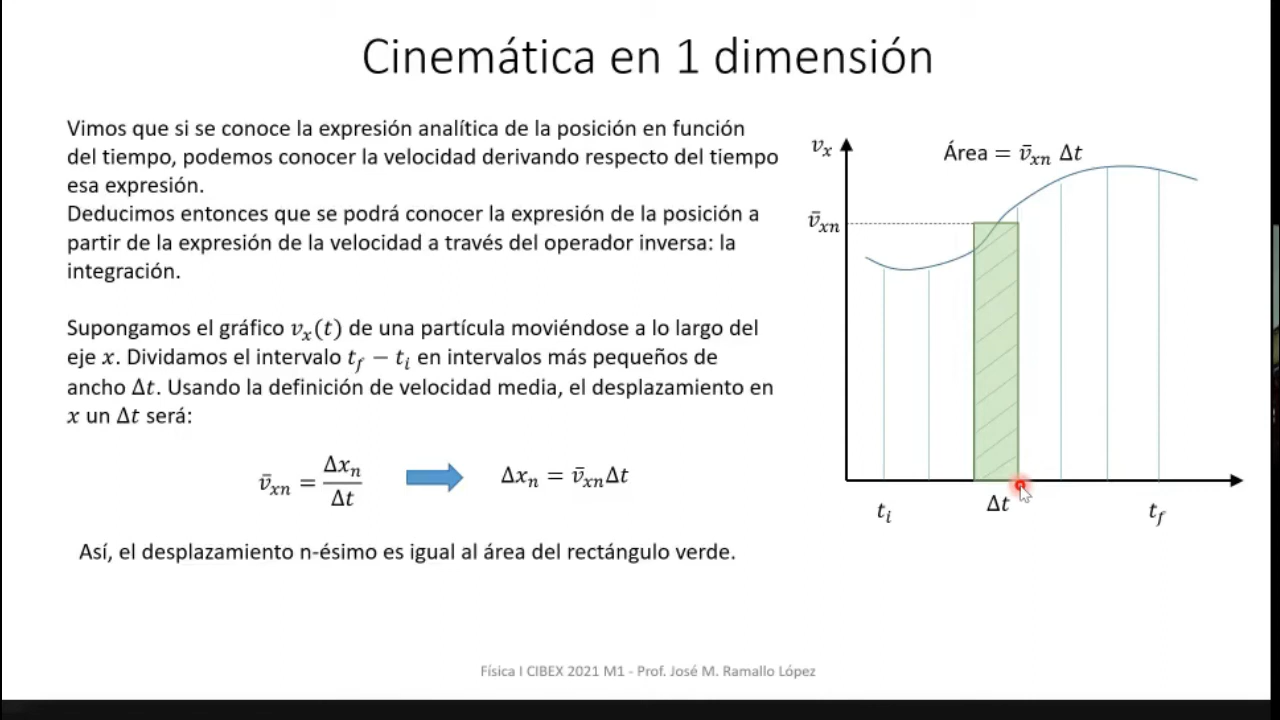 Cinemática en 1 dimensión
Vimos que si se conoce la expresión analítica de la posición en función
del tiempo, podemos conocer la velocidad derivando respecto del tiempo
esa expresión.
Deducimos entonces que se podrá conocer la expresión de la posición a
partir de la expresión de la velocidad a través del operador inversa: la
integración.
Supongamos el gráfico vₓ(t) de una partícula moviéndose a lo largo del
eje x. Dividamos el intervalo t_f − t_i en intervalos más pequeños de
ancho Δt. Usando la definición de velocidad media, el desplazamiento en
x un Δt será:
v̄ₓₙ = Δxₙ / Δt
Δxₙ = v̄ₓₙΔt
Así, el desplazamiento n-ésimo es igual al área del rectángulo verde.
vₓ
Área = v̄ₓₙ Δt
v̄ₓₙ
t_i
Δt
t_f
Física I CIBEX 2021 M1 - Prof. José M. Ramallo López